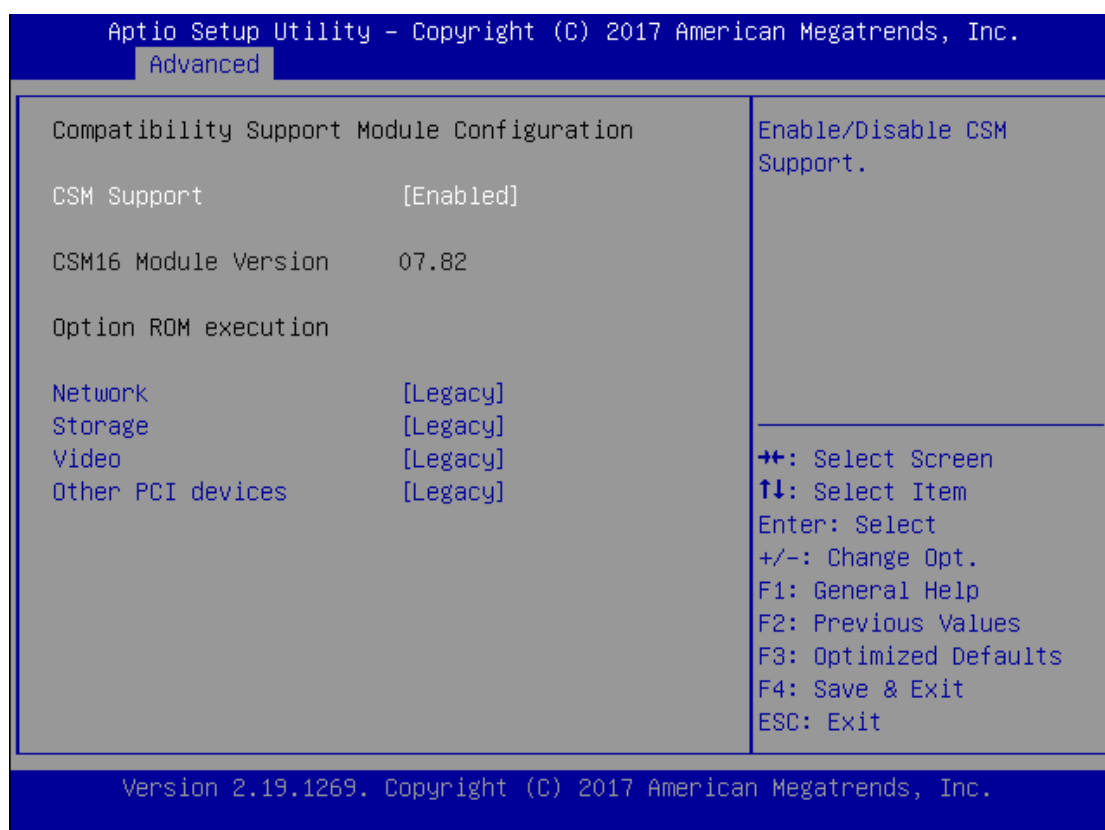 Aptio Setup Utility – Copyright (C) 2017 American Megatrends, Inc.
Advanced
Compatibility Support Module Configuration
CSM Support [Enabled]
CSM16 Module Version 07.82
Option ROM execution
Network [Legacy]
Storage [Legacy]
Video [Legacy]
Other PCI devices [Legacy]
Enable/Disable CSM
Support.
→←: Select Screen
↑↓: Select Item
Enter: Select
+/-: Change Opt.
F1: General Help
F2: Previous Values
F3: Optimized Defaults
F4: Save & Exit
ESC: Exit
Version 2.19.1269. Copyright (C) 2017 American Megatrends, Inc.